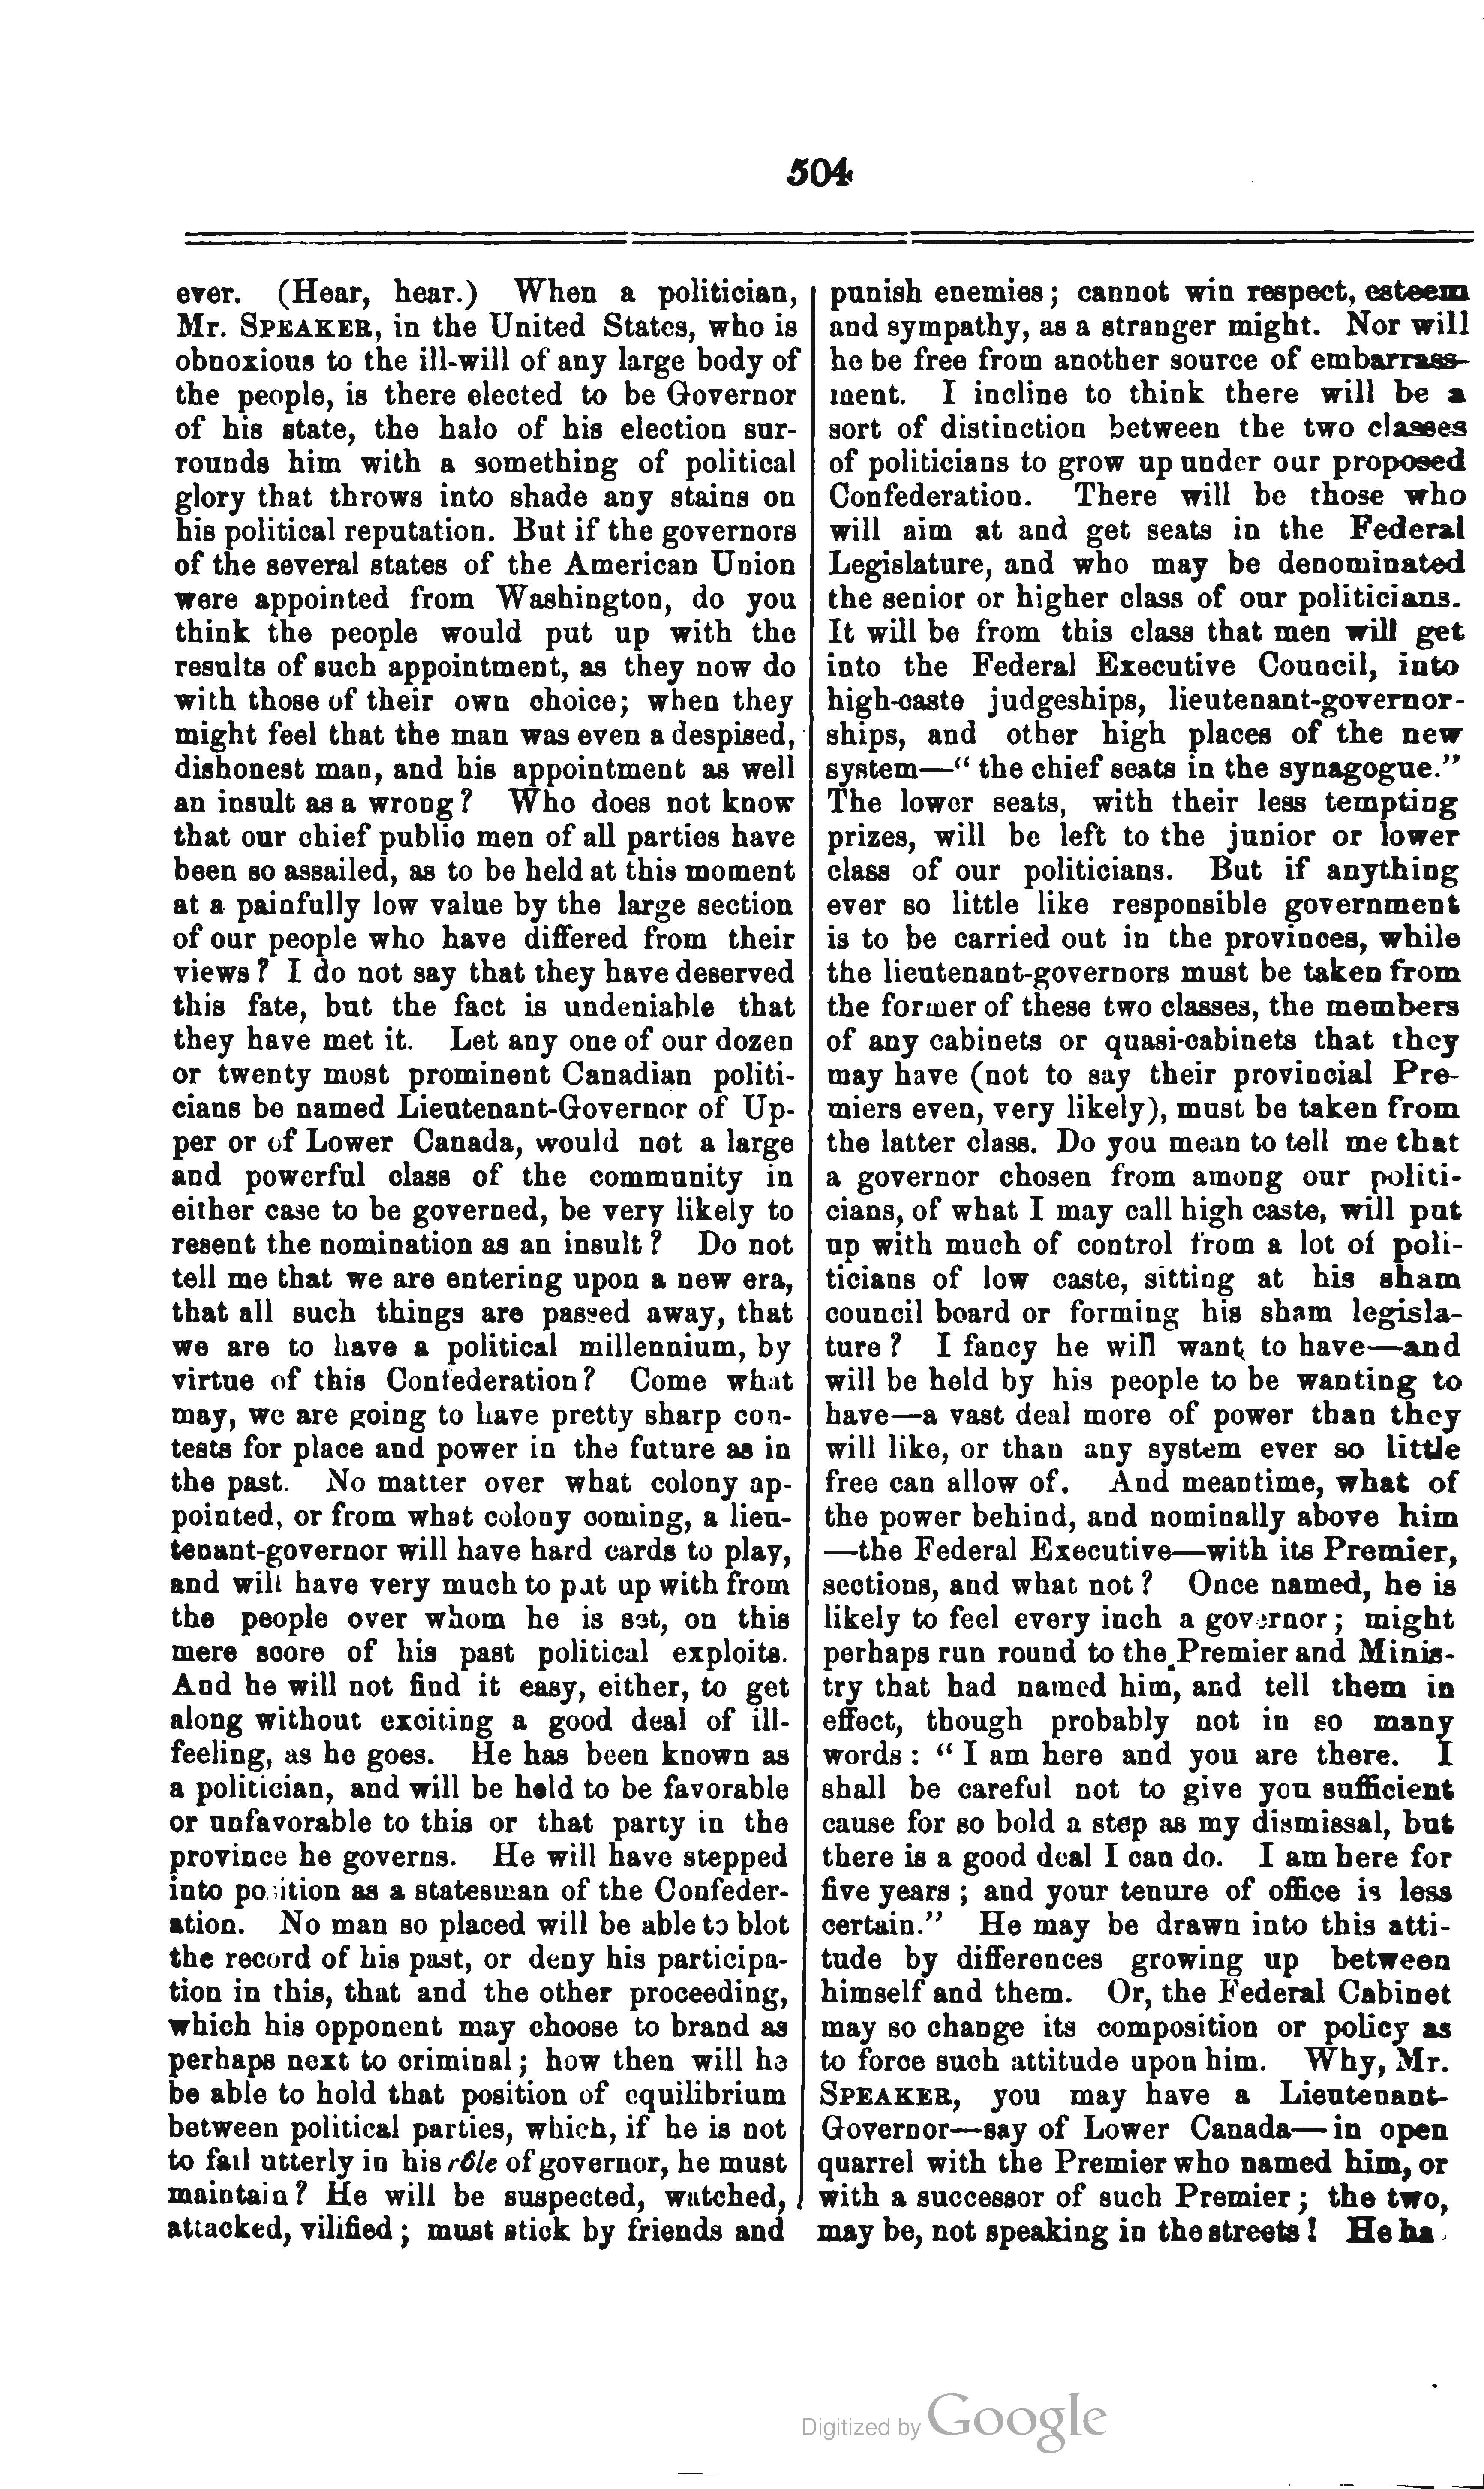 504
ever. (Hear, hear.) When a politician,
Mr. SPEAKER, in the United States, who is
obnoxious to the ill-will of any large body of
the people, is there elected to be Governor
of his state, the halo of his election sur-
rounds him with a something of political
glory that throws into shade any stains on
his political reputation. But if the governors
of the several states of the American Union
were appointed from Washington, do you
think the people would put up with the
results of such appointment, as they now do
with those of their own choice; when they
might feel that the man was even a despised,
dishonest man, and his appointment as well
an insult as a wrong? Who does not know
that our chief public men of all parties have
been so assailed, as to be held at this moment
at a painfully low value by the large section
of our people who have differed from their
views? I do not say that they have deserved
this fate, but the fact is undeniable that
they have met it. Let any one of our dozen
or twenty most prominent Canadian politi-
cians be named Lieutenant-Governor of Up-
per or of Lower Canada, would not a large
and powerful class of the community in
either case to be governed, be very likely to
resent the nomination as an insult? Do not
tell me that we are entering upon a new era,
that all such things are passed away, that
we are to have a political millennium, by
virtue of this Confederation? Come what
may, we are going to have pretty sharp con-
tests for place and power in the future as in
the past. No matter over what colony ap-
pointed, or from what colony coming, a lieu-
tenant-governor will have hard cards to play,
and will have very much to put up with from
the people over whom he is set, on this
mere score of his past political exploits.
And he will not find it easy, either, to get
along without exciting a good deal of ill-
feeling, as he goes. He has been known as
a politician, and will be held to be favorable
or unfavorable to this or that party in the
province he governs. He will have stepped
into position as a statesman of the Confeder-
ation. No man so placed will be able to blot
the record of his past, or deny his participa-
tion in this, that and the other proceeding,
which his opponent may choose to brand as
perhaps next to criminal; how then will he
be able to hold that position of equilibrium
between political parties, which, if he is not
to fail utterly in his rôle of governor, he must
maintain? He will be suspected, watched,
attacked, vilified; must stick by friends and
punish enemies; cannot win respect, esteem
and sympathy, as a stranger might. Nor will
he be free from another source of embarrass-
ment. I incline to think there will be a
sort of distinction between the two classes
of politicians to grow up under our proposed
Confederation. There will be those who
will aim at and get seats in the Federal
Legislature, and who may be denominated
the senior or higher class of our politicians.
It will be from this class that men will get
into the Federal Executive Council, into
high-caste judgeships, lieutenant-governor-
ships, and other high places of the new
system—" the chief seats in the synagogue."
The lower seats, with their less tempting
prizes, will be left to the junior or lower
class of our politicians. But if anything
ever so little like responsible government
is to be carried out in the provinces, while
the lieutenant-governors must be taken from
the former of these two classes, the members
of any cabinets or quasi-cabinets that they
may have (not to say their provincial Pre-
miers even, very likely), must be taken from
the latter class. Do you mean to tell me that
a governor chosen from among our politi-
cians, of what I may call high caste, will put
up with much of control from a lot of poli-
ticians of low caste, sitting at his sham
council board or forming his sham legisla-
ture? I fancy he will want to have—and
will be held by his people to be wanting to
have—a vast deal more of power than they
will like, or than any system ever so little
free can allow of. And meantime, what of
the power behind, and nominally above him
—the Federal Executive—with its Premier,
sections, and what not? Once named, he is
likely to feel every inch a governor; might
perhaps run round to the Premier and Minis-
try that had named him, and tell them in
effect, though probably not in so many
words: " I am here and you are there. I
shall be careful not to give you sufficient
cause for so bold a step as my dismissal, but
there is a good deal I can do. I am here for
five years; and your tenure of office is less
certain." He may be drawn into this atti-
tude by differences growing up between
himself and them. Or, the Federal Cabinet
may so change its composition or policy as
to force such attitude upon him. Why, Mr.
SPEAKER, you may have a Lieutenant-
Governor—say of Lower Canada—in open
quarrel with the Premier who named him, or
with a successor of such Premier; the two,
may be, not speaking in the streets! He ha
Digitized by Google